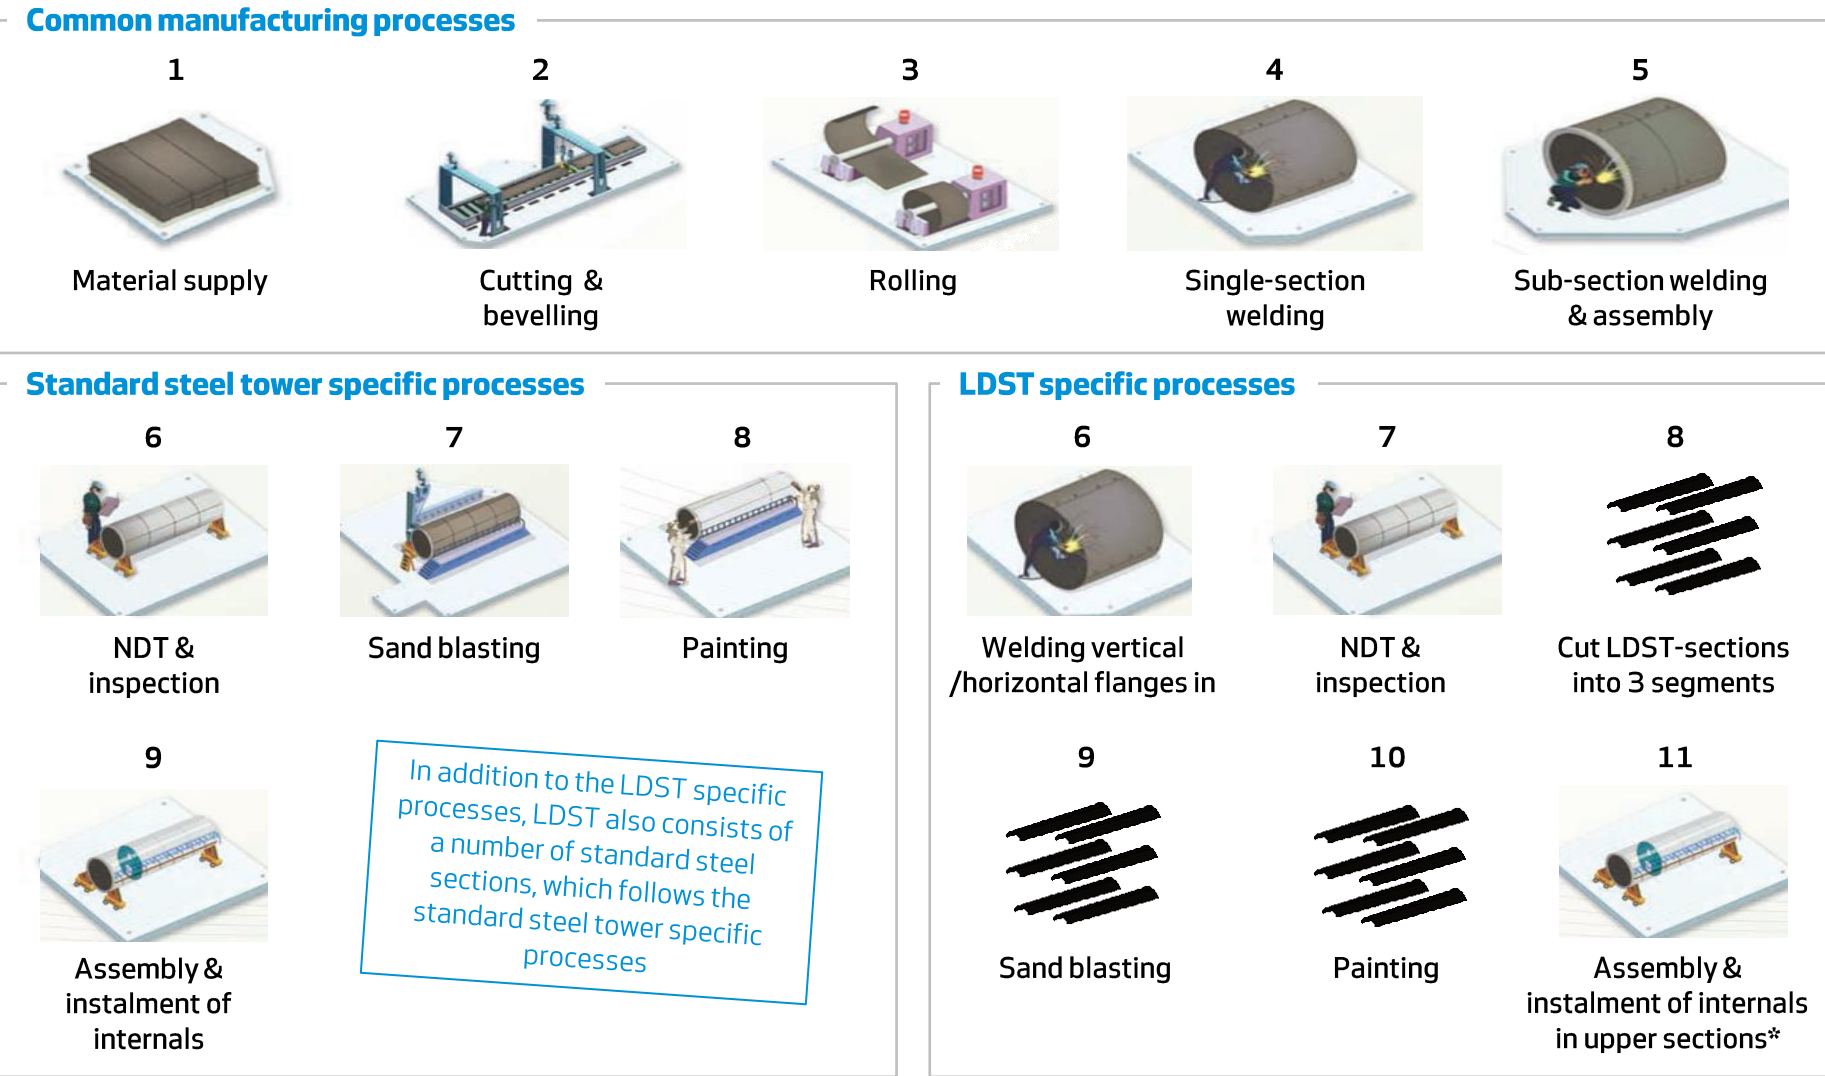 Common manufacturing processes
1
2
3
4
5
Material supply
Cutting &
bevelling
Rolling
Single-section
welding
Sub-section welding
& assembly
Standard steel tower specific processes
6
7
8
NDT &
inspection
Sand blasting
Painting
9
Assembly &
instalment of
internals
In addition to the LDST specific
processes, LDST also consists of
a number of standard steel
sections, which follows the
standard steel tower specific
processes
LDST specific processes
6
7
8
Welding vertical
/horizontal flanges in
NDT &
inspection
Cut LDST-sections
into 3 segments
9
10
11
Sand blasting
Painting
Assembly &
instalment of internals
in upper sections*